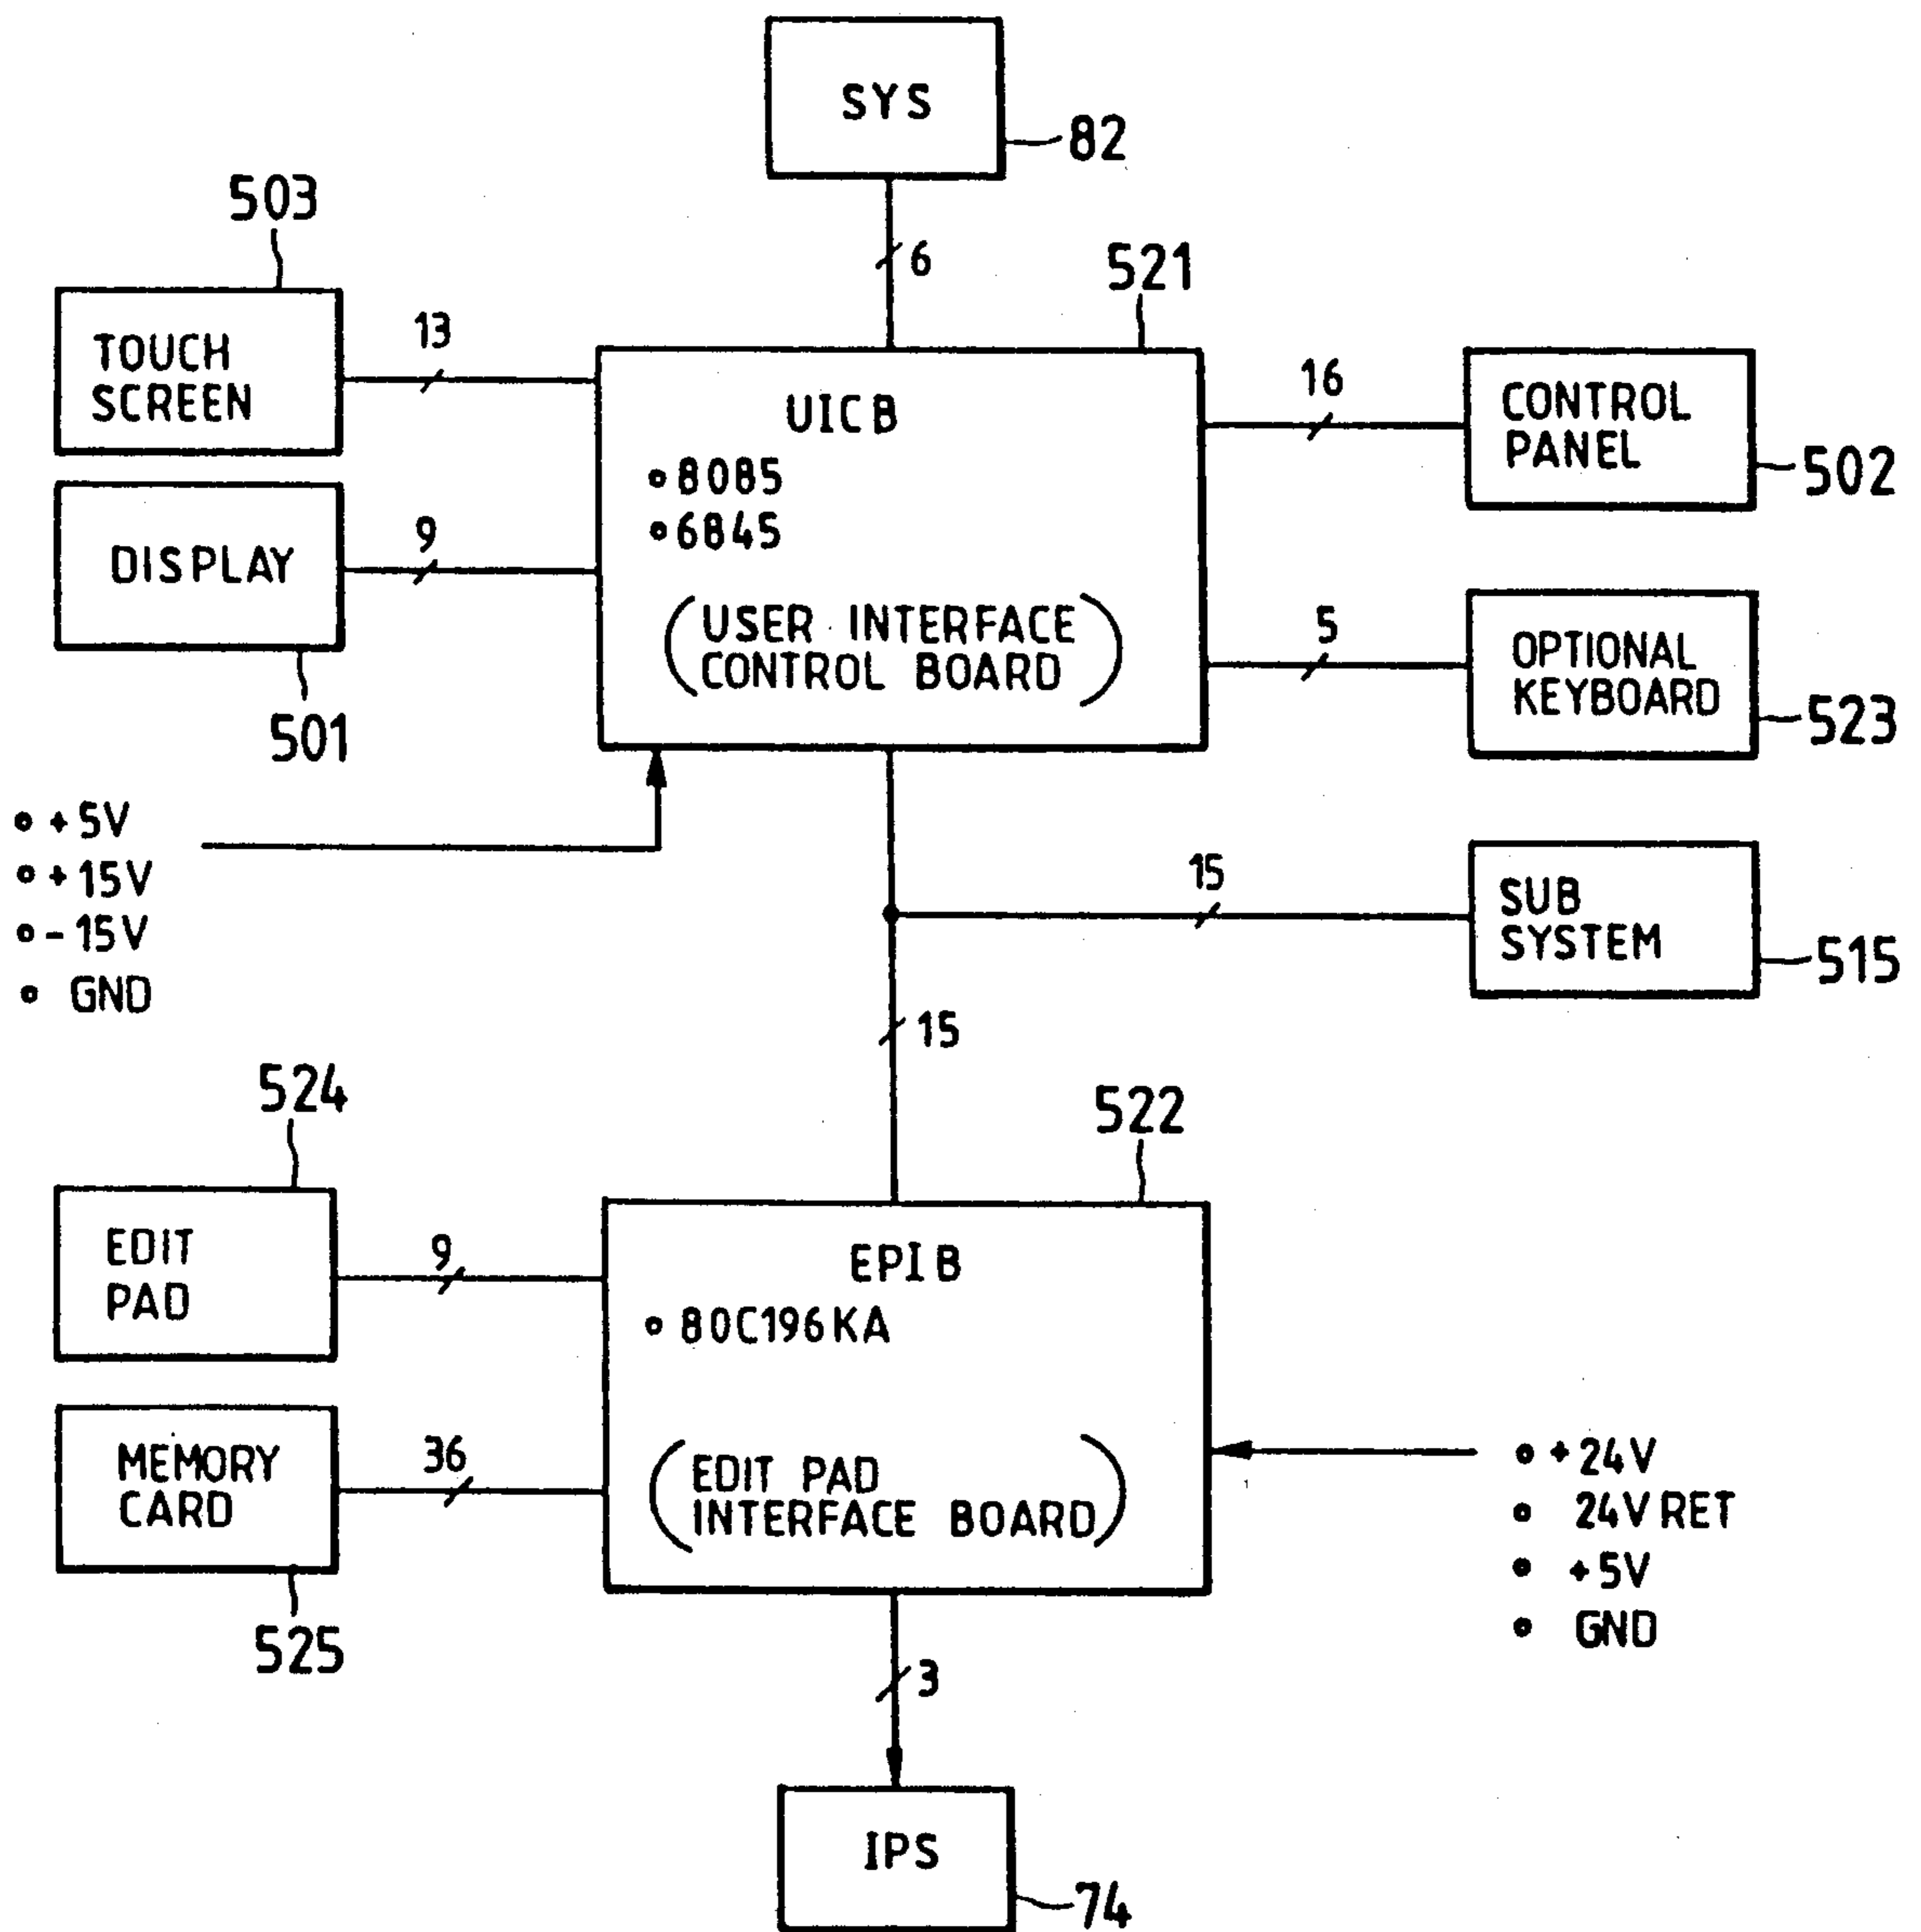 SYS
82
503
6
521
TOUCH
SCREEN
13
UICB
16
CONTROL
PANEL
502
• 8085
• 6845
DISPLAY
9
501
(USER INTERFACE
CONTROL BOARD)
5
OPTIONAL
KEYBOARD
523
• +5V
• +15V
• -15V
• GND
15
SUB
SYSTEM
515
15
524
522
EDIT
PAD
9
EPIB
• 80C196KA
MEMORY
CARD
36
525
(EDIT PAD
INTERFACE BOARD)
• +24V
• 24V RET
• +5V
• GND
3
IPS
74